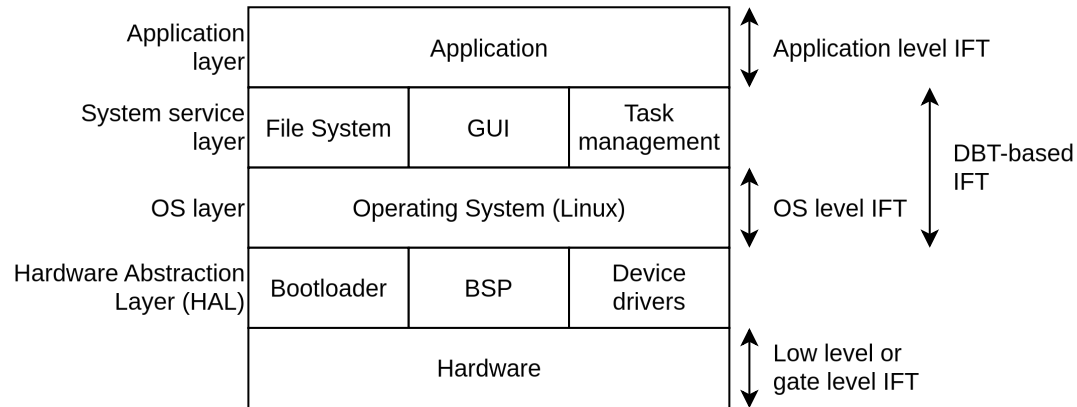 Application
layer
Application
Application level IFT
System service
layer
File System
GUI
Task
management
DBT-based
IFT
OS layer
Operating System (Linux)
OS level IFT
Hardware Abstraction
Layer (HAL)
Bootloader
BSP
Device
drivers
Hardware
Low level or
gate level IFT